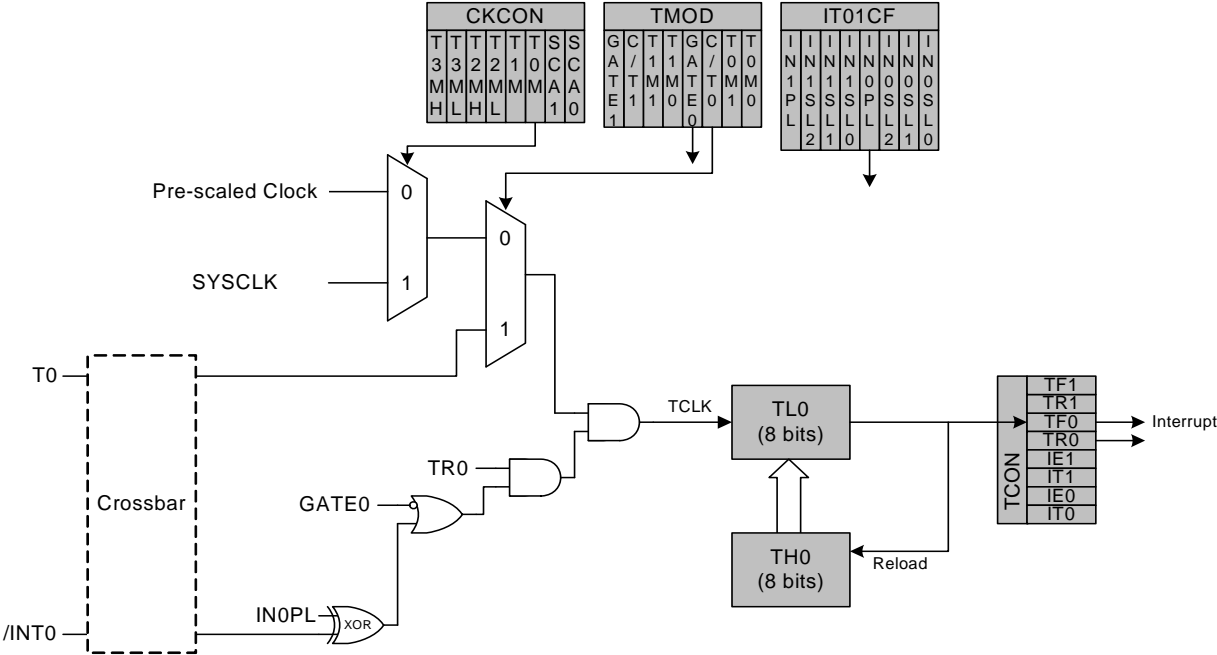 CKCON
TMOD
IT01CF
T3MH
T3ML
T2MH
T2ML
T1M
T0M
SCA1
SCA0
GATE1
C/T1
T1M1
T1M0
GATE0
C/T0
T0M1
T0M0
IN1PL
IN1SL2
IN1SL1
IN1SL0
IN0PL
IN0SL2
IN0SL1
IN0SL0
Pre-scaled Clock
0
0
SYSCLK
1
1
T0
TCLK
TL0
(8 bits)
TCON
TF1
TR1
TF0
TR0
IE1
IT1
IE0
IT0
Interrupt
TR0
Crossbar
GATE0
TH0
(8 bits)
Reload
IN0PL
XOR
/INT0